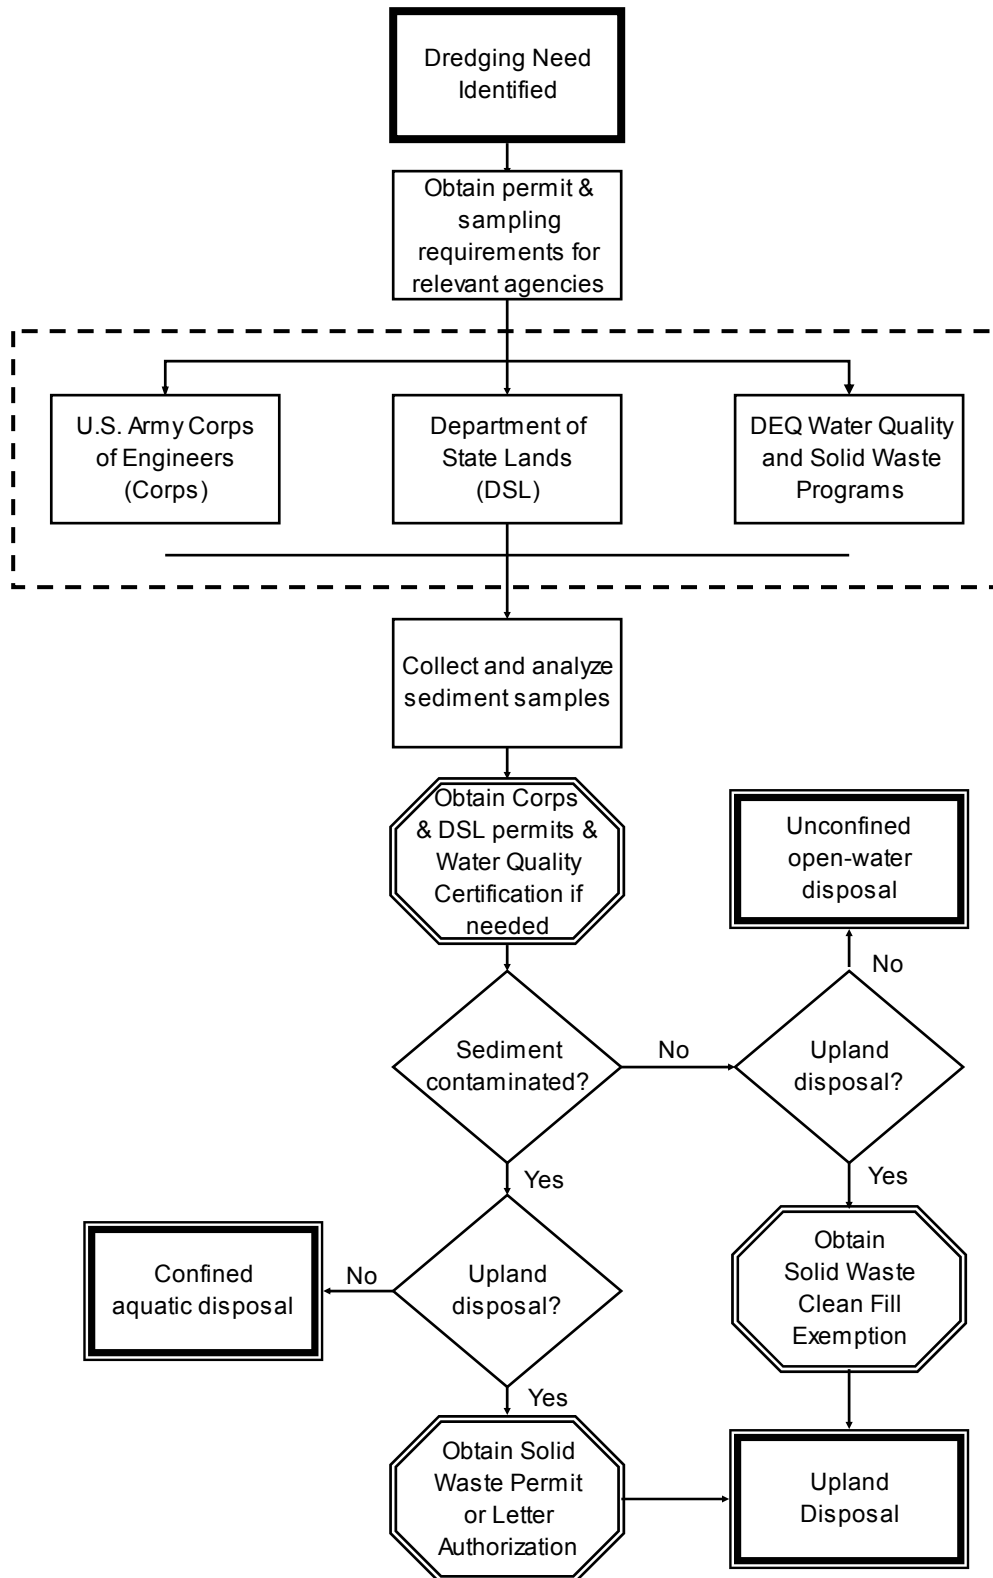 Dredging Need
Identified
Obtain permit &
sampling
requirements for
relevant agencies
U.S. Army Corps
of Engineers
(Corps)
Department of
State Lands
(DSL)
DEQ Water Quality
and Solid Waste
Programs
Collect and analyze
sediment samples
Obtain Corps
& DSL permits &
Water Quality
Certification if
needed
Unconfined
open-water
disposal
No
Sediment
contaminated?
No
Upland
disposal?
Yes
Yes
Confined
aquatic disposal
No
Upland
disposal?
Obtain
Solid Waste
Clean Fill
Exemption
Yes
Obtain Solid
Waste Permit
or Letter
Authorization
Upland
Disposal